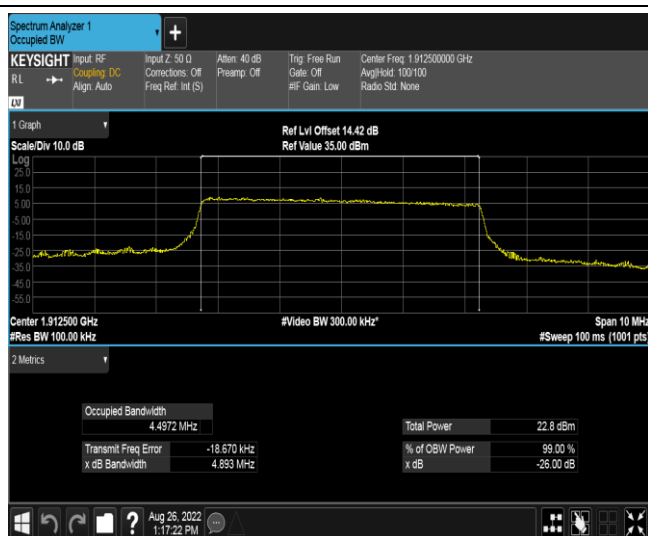 Spectrum Analyzer 1
Occupied BW
+
KEYSIGHT
RL
LXI
Input: RF
Coupling: DC
Align: Auto
Input Z: 50 Ω
Corrections: Off
Freq Ref: Int (S)
Atten: 40 dB
Preamp: Off
Trig: Free Run
Gate: Off
#IF Gain: Low
Center Freq: 1.912500000 GHz
Avg|Hold: 100/100
Radio Std: None
1 Graph
Scale/Div 10.0 dB
Ref Lvl Offset 14.42 dB
Ref Value 35.00 dBm
Log
25.0
15.0
5.00
-5.00
-15.0
-25.0
-35.0
-45.0
-55.0
Center 1.912500 GHz
#Video BW 300.00 kHz*
Span 10 MHz
#Res BW 100.00 kHz
#Sweep 100 ms (1001 pts)
2 Metrics
Occupied Bandwidth
4.4972 MHz
Total Power 22.8 dBm
Transmit Freq Error -18.670 kHz
% of OBW Power 99.00 %
x dB Bandwidth 4.893 MHz
x dB -26.00 dB
?
Aug 26, 2022
1:17:22 PM